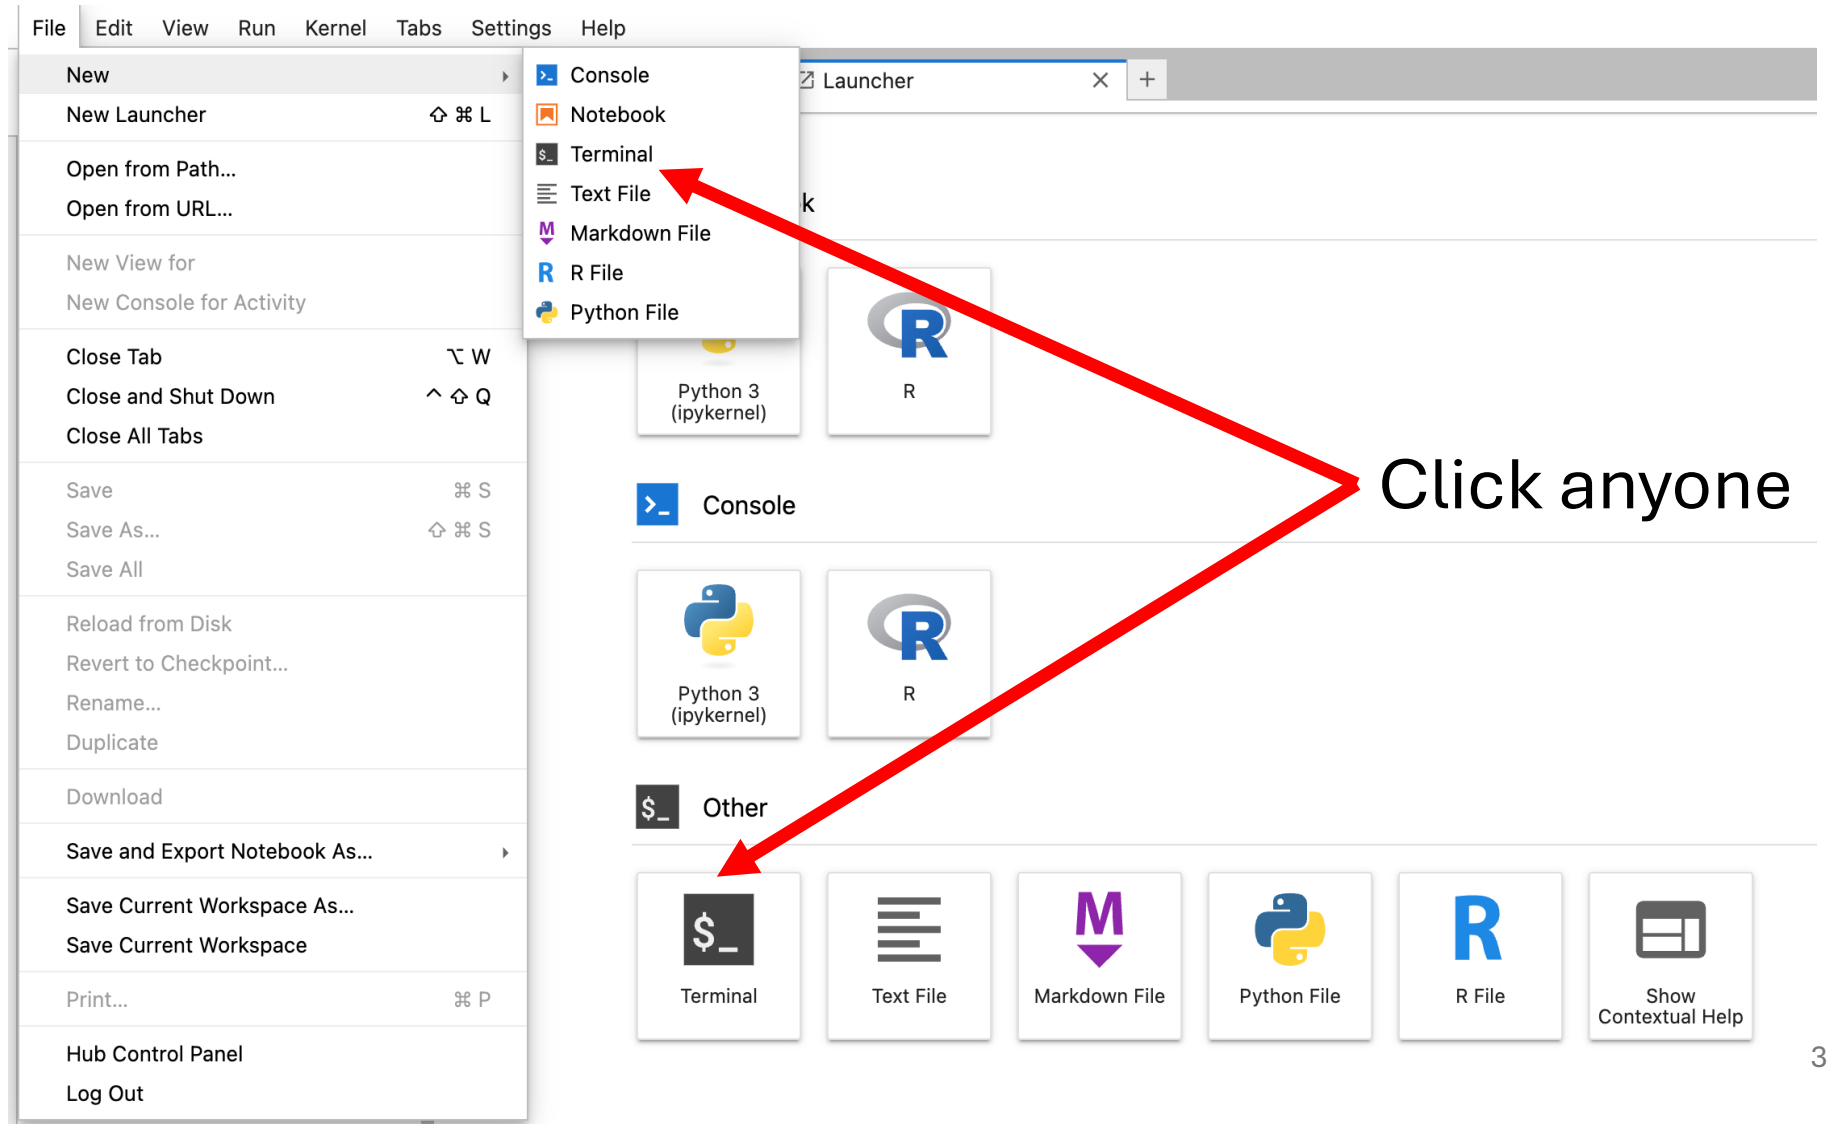 File Edit View Run Kernel Tabs Settings Help
New
New Launcher ⇧ ⌘ L
Open from Path...
Open from URL...
New View for
New Console for Activity
Close Tab ⌥ W
Close and Shut Down ^ ⇧ Q
Close All Tabs
Save ⌘ S
Save As... ⇧ ⌘ S
Save All
Reload from Disk
Revert to Checkpoint...
Rename...
Duplicate
Download
Save and Export Notebook As...
Save Current Workspace As...
Save Current Workspace
Print... ⌘ P
Hub Control Panel
Log Out
Console
Notebook
$_ Terminal
Text File
M Markdown File
R R File
Python File
Launcher
k
Python 3
(ipykernel)
R
R
Console
Python 3
(ipykernel)
R
R
Click anyone
$_ Other
$_
Terminal
Text File
M
Markdown File
Python File
R
R File
Show
Contextual Help
3